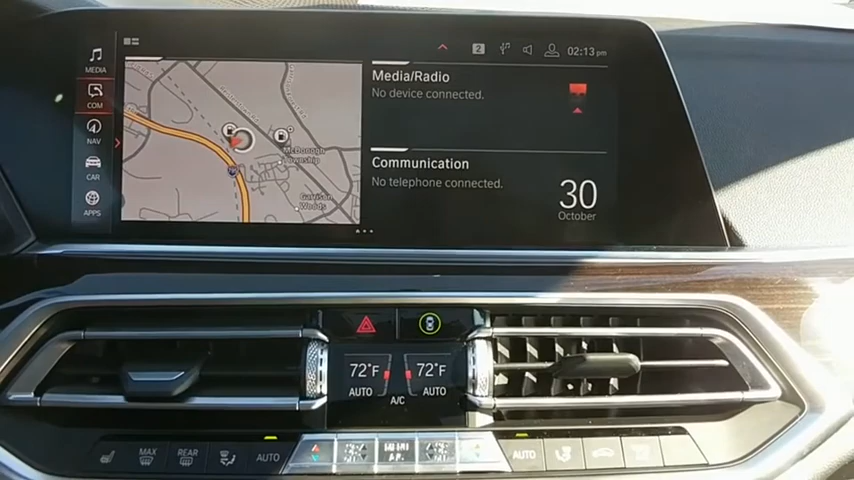 2
02:13 pm
MEDIA
COM
NAV
CAR
APPS
McDonough
Township
Garrison
Woods
Media/Radio
No device connected.
Communication
No telephone connected.
30
October
72°F
72°F
AUTO
AUTO
A/C
MAX
REAR
AUTO
AUTO